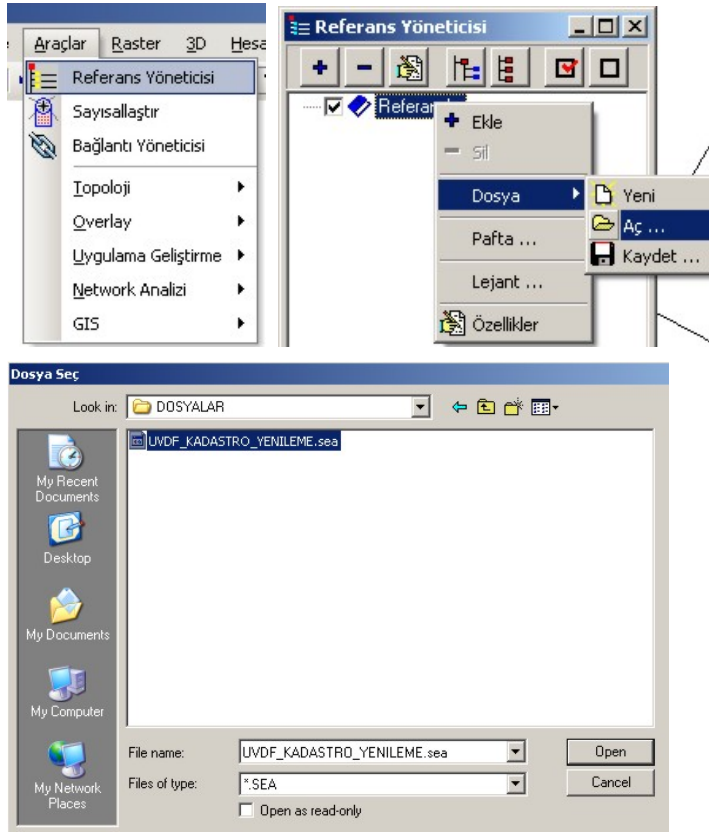 Araçlar Raster 3D Hesa
Referans Yöneticisi
Sayısallaştır
Bağlantı Yöneticisi
Topoloji
Overlay
Uygulama Geliştirme
Network Analizi
GIS
Referans Yöneticisi
Ekle
Sil
Dosya
Pafta ...
Lejant ...
Özellikler
Yeni
Aç ...
Kaydet ...
Dosya Seç
Look in: DOSYALAR
UVDF_KADASTRO_YENILEME.sea
My Recent
Documents
Desktop
My Documents
My Computer
My Network
Places
File name: UVDF_KADASTRO_YENILEME.sea Open
Files of type: *.SEA Cancel
Open as read-only